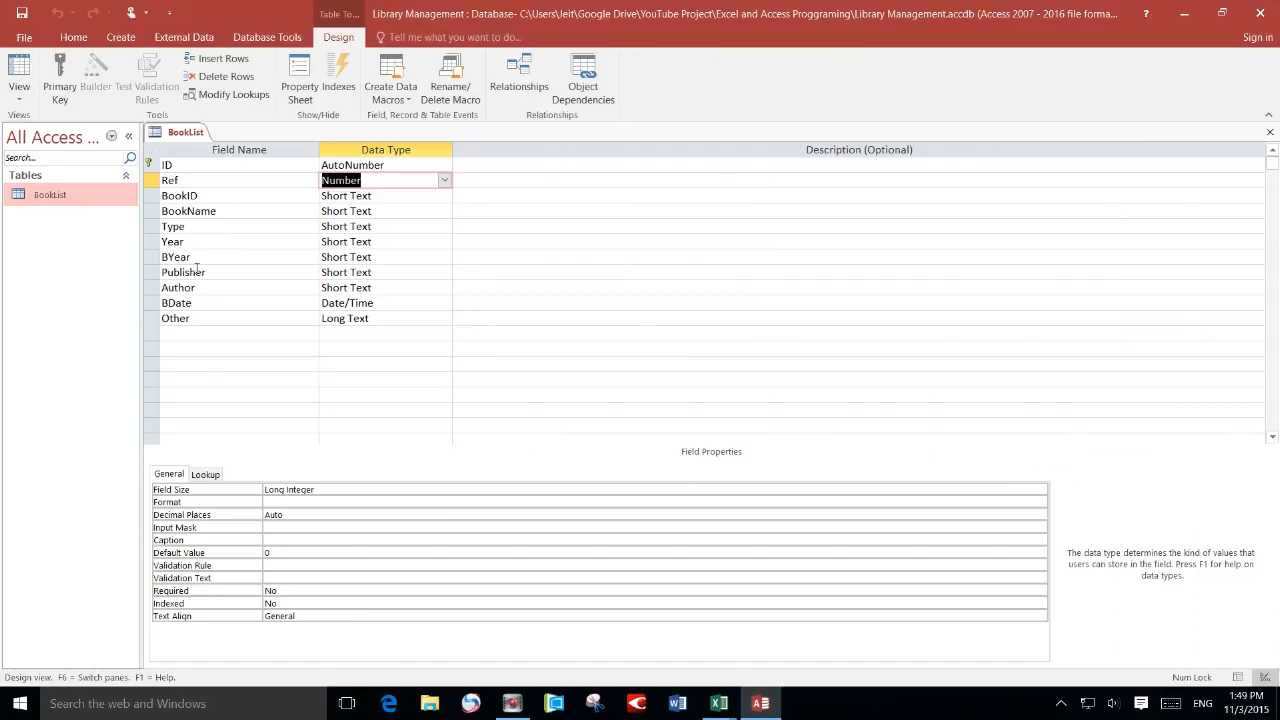 Table To...
Library Management : Database- C:\Users\Jeit\Google Drive\YouTube Project\Excel and Access Proggraming\Library Management.accdb (Access 2007 - 2016 file forma...
?
File Home Create External Data Database Tools Design Tell me what you want to do... Sign in
View
Primary Key
Builder
Test Validation Rules
Insert Rows
Delete Rows
Modify Lookups
Property Sheet
Indexes
Create Data Macros
Rename/ Delete Macro
Relationships
Object Dependencies
Views Tools Show/Hide Field, Record & Table Events Relationships
All Access ...
Search...
Tables
BookList
BookList
Field Name Data Type Description (Optional)
ID AutoNumber
Ref Number
BookID Short Text
BookName Short Text
Type Short Text
Year Short Text
BYear Short Text
Publisher Short Text
Author Short Text
BDate Date/Time
Other Long Text
Field Properties
General Lookup
Field Size Long Integer
Format
Decimal Places Auto
Input Mask
Caption
Default Value 0
Validation Rule
Validation Text
Required No
Indexed No
Text Align General
The data type determines the kind of values that
users can store in the field. Press F1 for help on
data types.
Design view. F6 = Switch panes. F1 = Help. Num Lock
Search the web and Windows
ENG
1:49 PM
11/3/2015